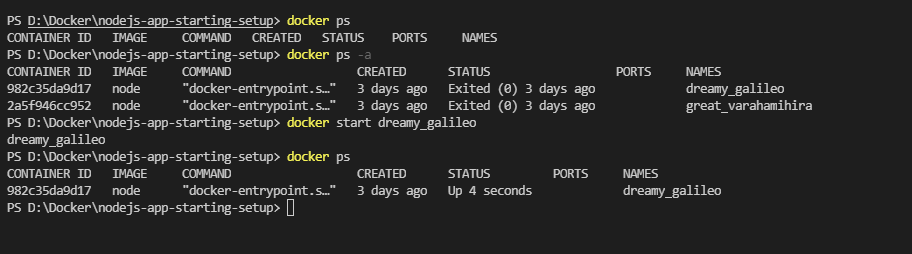 PS D:\Docker\nodejs-app-starting-setup> docker ps
CONTAINER ID   IMAGE     COMMAND   CREATED   STATUS    PORTS     NAMES
PS D:\Docker\nodejs-app-starting-setup> docker ps -a
CONTAINER ID   IMAGE     COMMAND                  CREATED      STATUS                  PORTS     NAMES
982c35da9d17   node      "docker-entrypoint.s…"   3 days ago   Exited (0) 3 days ago             dreamy_galileo
2a5f946cc952   node      "docker-entrypoint.s…"   3 days ago   Exited (0) 3 days ago             great_varahamihira
PS D:\Docker\nodejs-app-starting-setup> docker start dreamy_galileo
dreamy_galileo
PS D:\Docker\nodejs-app-starting-setup> docker ps
CONTAINER ID   IMAGE     COMMAND                  CREATED      STATUS         PORTS     NAMES
982c35da9d17   node      "docker-entrypoint.s…"   3 days ago   Up 4 seconds             dreamy_galileo
PS D:\Docker\nodejs-app-starting-setup>